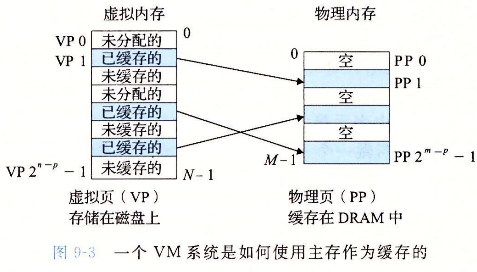 虚拟内存
物理内存
VP 0
未分配的
0
VP 1
已缓存的
未缓存的
未分配的
已缓存的
未缓存的
已缓存的
VP 2^{n-p} - 1
未缓存的
N-1
0
空
PP 0
PP 1
空
空
M-1
PP 2^{m-p} - 1
虚拟页（VP）
存储在磁盘上
物理页（PP）
缓存在 DRAM 中
图 9-3 一个 VM 系统是如何使用主存作为缓存的